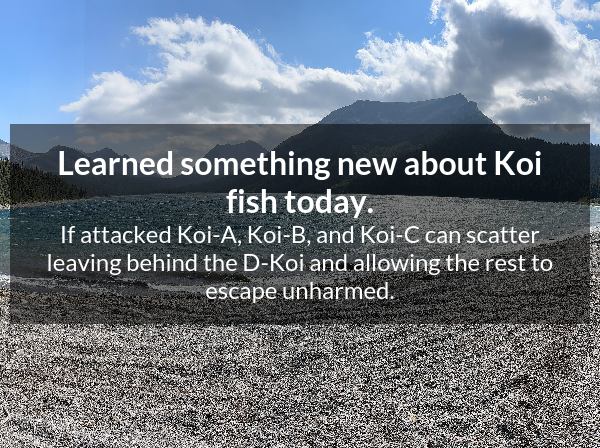 Learned something new about Koi
fish today.
If attacked Koi-A, Koi-B, and Koi-C can scatter
leaving behind the D-Koi and allowing the rest to
escape unharmed.